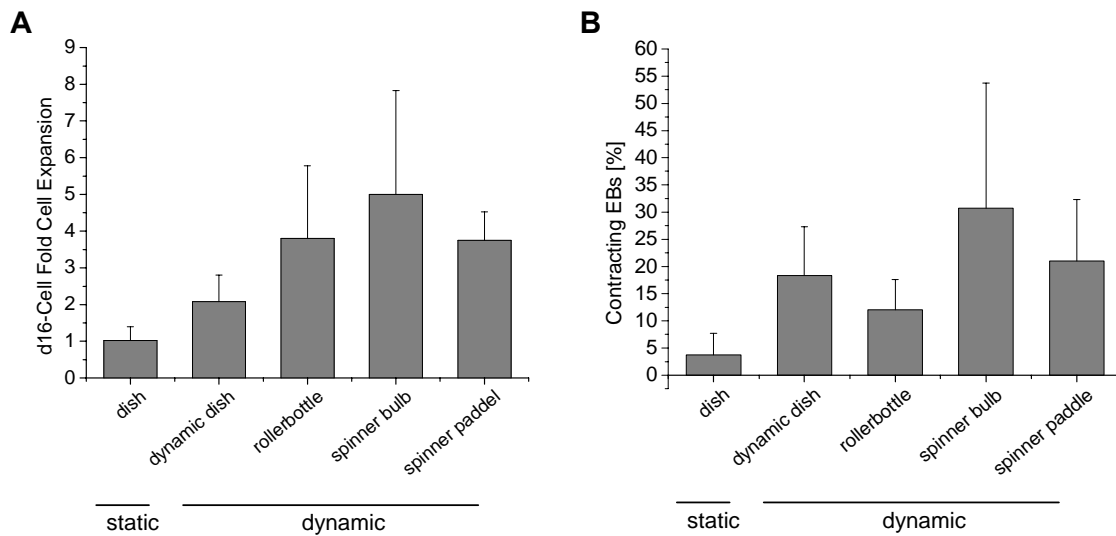 A
9
8
7
6
5
4
3
2
1
0
d16-Cell Fold Cell Expansion
dish
dynamic dish
rollerbottle
spinner bulb
spinner paddel
static
dynamic
B
60
55
50
45
40
35
30
25
20
15
10
5
0
Contracting EBs [%]
dish
dynamic dish
rollerbottle
spinner bulb
spinner paddle
static
dynamic